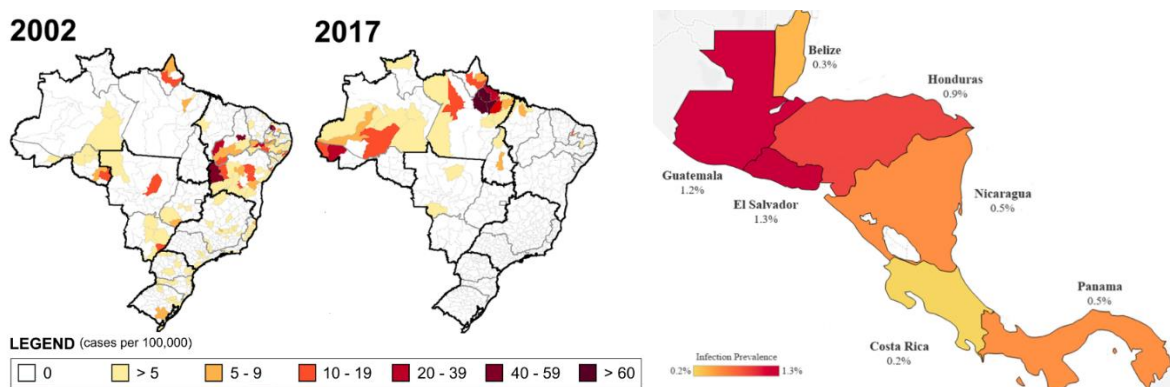 2002
2017
LEGEND (cases per 100,000)
0
> 5
5 - 9
10 - 19
20 - 39
40 - 59
> 60
Belize
0.3%
Honduras
0.9%
Guatemala
1.2%
El Salvador
1.3%
Nicaragua
0.5%
Panama
0.5%
Costa Rica
0.2%
Infection Prevalence
0.2%
1.3%